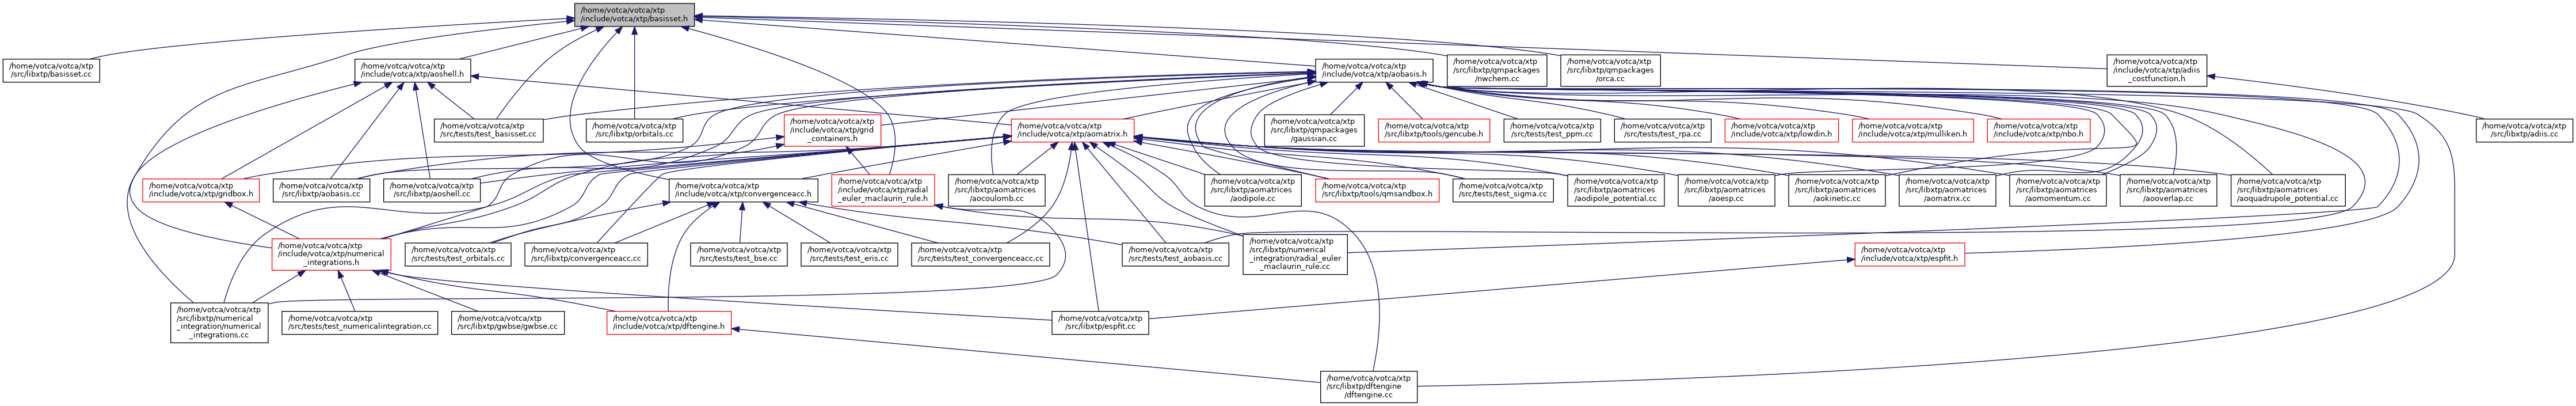 /home/votca/votca/xtp
/include/votca/xtp/basisset.h
/home/votca/votca/xtp
/src/libxtp/basisset.cc
/home/votca/votca/xtp
/include/votca/xtp/aoshell.h
/home/votca/votca/xtp
/include/votca/xtp/aobasis.h
/home/votca/votca/xtp
/src/libxtp/qmpackages
/nwchem.cc
/home/votca/votca/xtp
/src/libxtp/qmpackages
/orca.cc
/home/votca/votca/xtp
/include/votca/xtp/adiis
_costfunction.h
/home/votca/votca/xtp
/src/tests/test_basisset.cc
/home/votca/votca/xtp
/src/libxtp/orbitals.cc
/home/votca/votca/xtp
/include/votca/xtp/grid
_containers.h
/home/votca/votca/xtp
/include/votca/xtp/aomatrix.h
/home/votca/votca/xtp
/src/libxtp/qmpackages
/gaussian.cc
/home/votca/votca/xtp
/src/libxtp/tools/gencube.h
/home/votca/votca/xtp
/src/tests/test_ppm.cc
/home/votca/votca/xtp
/src/tests/test_rpa.cc
/home/votca/votca/xtp
/include/votca/xtp/lowdin.h
/home/votca/votca/xtp
/include/votca/xtp/mulliken.h
/home/votca/votca/xtp
/include/votca/xtp/nbo.h
/home/votca/votca/xtp
/src/libxtp/adiis.cc
/home/votca/votca/xtp
/include/votca/xtp/gridbox.h
/home/votca/votca/xtp
/src/libxtp/aobasis.cc
/home/votca/votca/xtp
/src/libxtp/aoshell.cc
/home/votca/votca/xtp
/include/votca/xtp/convergenceacc.h
/home/votca/votca/xtp
/include/votca/xtp/radial
_euler_maclaurin_rule.h
/home/votca/votca/xtp
/src/libxtp/aomatrices
/aocoulomb.cc
/home/votca/votca/xtp
/src/libxtp/aomatrices
/aodipole.cc
/home/votca/votca/xtp
/src/libxtp/tools/qmsandbox.h
/home/votca/votca/xtp
/src/tests/test_sigma.cc
/home/votca/votca/xtp
/src/libxtp/aomatrices
/aodipole_potential.cc
/home/votca/votca/xtp
/src/libxtp/aomatrices
/aoesp.cc
/home/votca/votca/xtp
/src/libxtp/aomatrices
/aokinetic.cc
/home/votca/votca/xtp
/src/libxtp/aomatrices
/aomatrix.cc
/home/votca/votca/xtp
/src/libxtp/aomatrices
/aomomentum.cc
/home/votca/votca/xtp
/src/libxtp/aomatrices
/aooverlap.cc
/home/votca/votca/xtp
/src/libxtp/aomatrices
/aoquadrupole_potential.cc
/home/votca/votca/xtp
/include/votca/xtp/numerical
_integrations.h
/home/votca/votca/xtp
/src/tests/test_orbitals.cc
/home/votca/votca/xtp
/src/libxtp/convergenceacc.cc
/home/votca/votca/xtp
/src/tests/test_bse.cc
/home/votca/votca/xtp
/src/tests/test_eris.cc
/home/votca/votca/xtp
/src/tests/test_convergenceacc.cc
/home/votca/votca/xtp
/src/tests/test_aobasis.cc
/home/votca/votca/xtp
/src/libxtp/numerical
_integration/radial_euler
_maclaurin_rule.cc
/home/votca/votca/xtp
/include/votca/xtp/espfit.h
/home/votca/votca/xtp
/src/libxtp/numerical
_integration/numerical
_integrations.cc
/home/votca/votca/xtp
/src/tests/test_numericalintegration.cc
/home/votca/votca/xtp
/src/libxtp/gwbse/gwbse.cc
/home/votca/votca/xtp
/include/votca/xtp/dftengine.h
/home/votca/votca/xtp
/src/libxtp/espfit.cc
/home/votca/votca/xtp
/src/libxtp/dftengine
/dftengine.cc